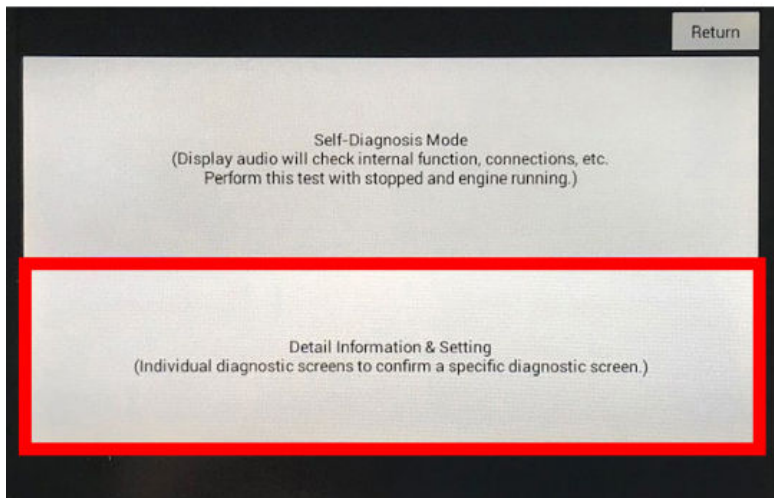 Return
Self-Diagnosis Mode
(Display audio will check internal function, connections, etc.
Perform this test with stopped and engine running.)
Detail Information & Setting
(Individual diagnostic screens to confirm a specific diagnostic screen.)